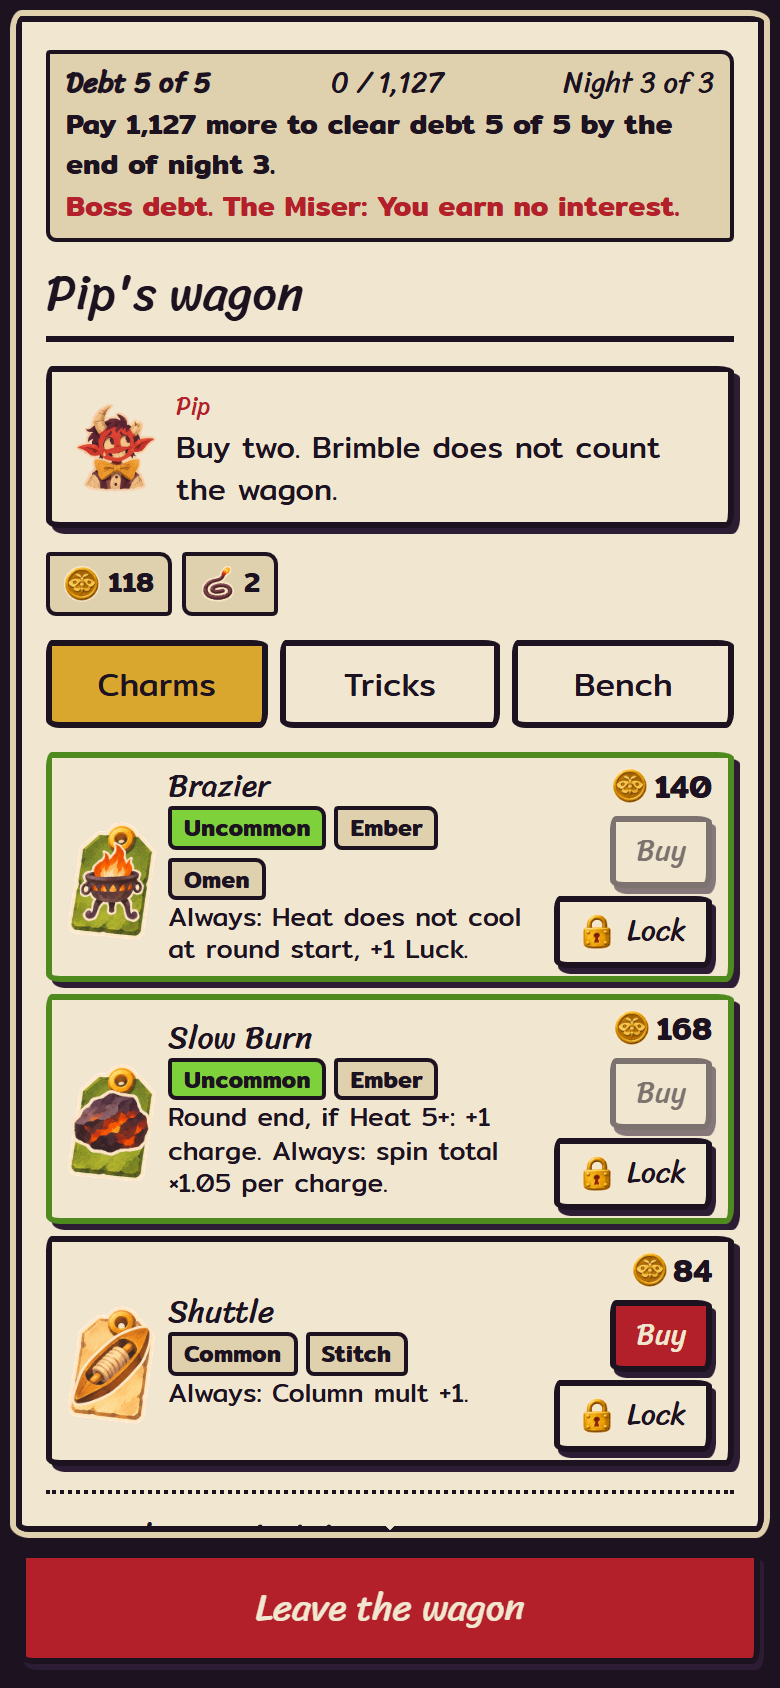 Debt 5 of 5
0 / 1,127
Night 3 of 3
Pay 1,127 more to clear debt 5 of 5 by the
end of night 3.
Boss debt. The Miser: You earn no interest.
Pip's wagon
Pip
Buy two. Brimble does not count
the wagon.
118
2
Charms
Tricks
Bench
Brazier
140
Uncommon
Ember
Omen
Buy
Always: Heat does not cool
at round start, +1 Luck.
Lock
Slow Burn
168
Uncommon
Ember
Buy
Round end, if Heat 5+: +1
charge. Always: spin total
×1.05 per charge.
Lock
Shuttle
84
Common
Stitch
Buy
Always: Column mult +1.
Lock
Leave the wagon